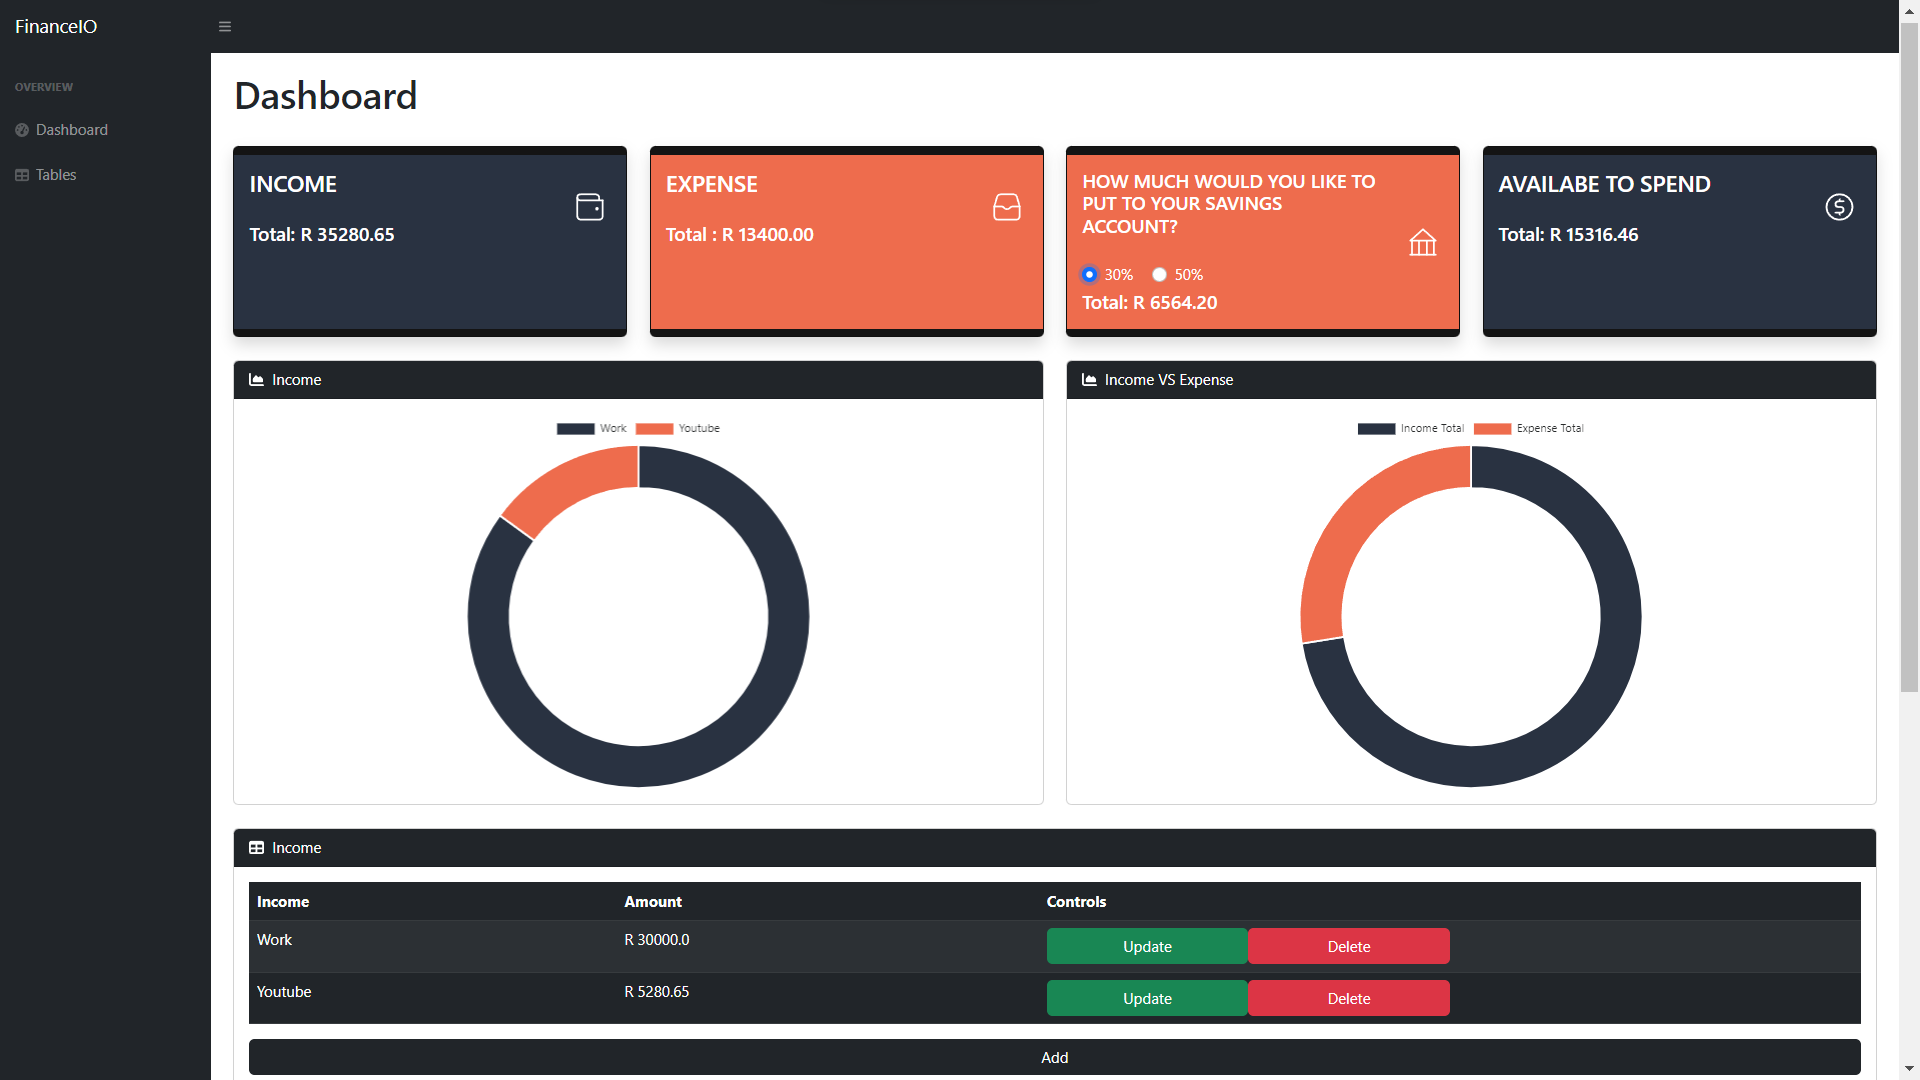 FinanceIO
OVERVIEW
Dashboard
Tables
Dashboard
INCOME
Total: R 35280.65
EXPENSE
Total : R 13400.00
HOW MUCH WOULD YOU LIKE TO
PUT TO YOUR SAVINGS
ACCOUNT?
30% 50%
Total: R 6564.20
AVAILABE TO SPEND
Total: R 15316.46
Income
Work Youtube
Income VS Expense
Income Total Expense Total
Income
Income Amount Controls
Work R 30000.0 Update Delete
Youtube R 5280.65 Update Delete
Add